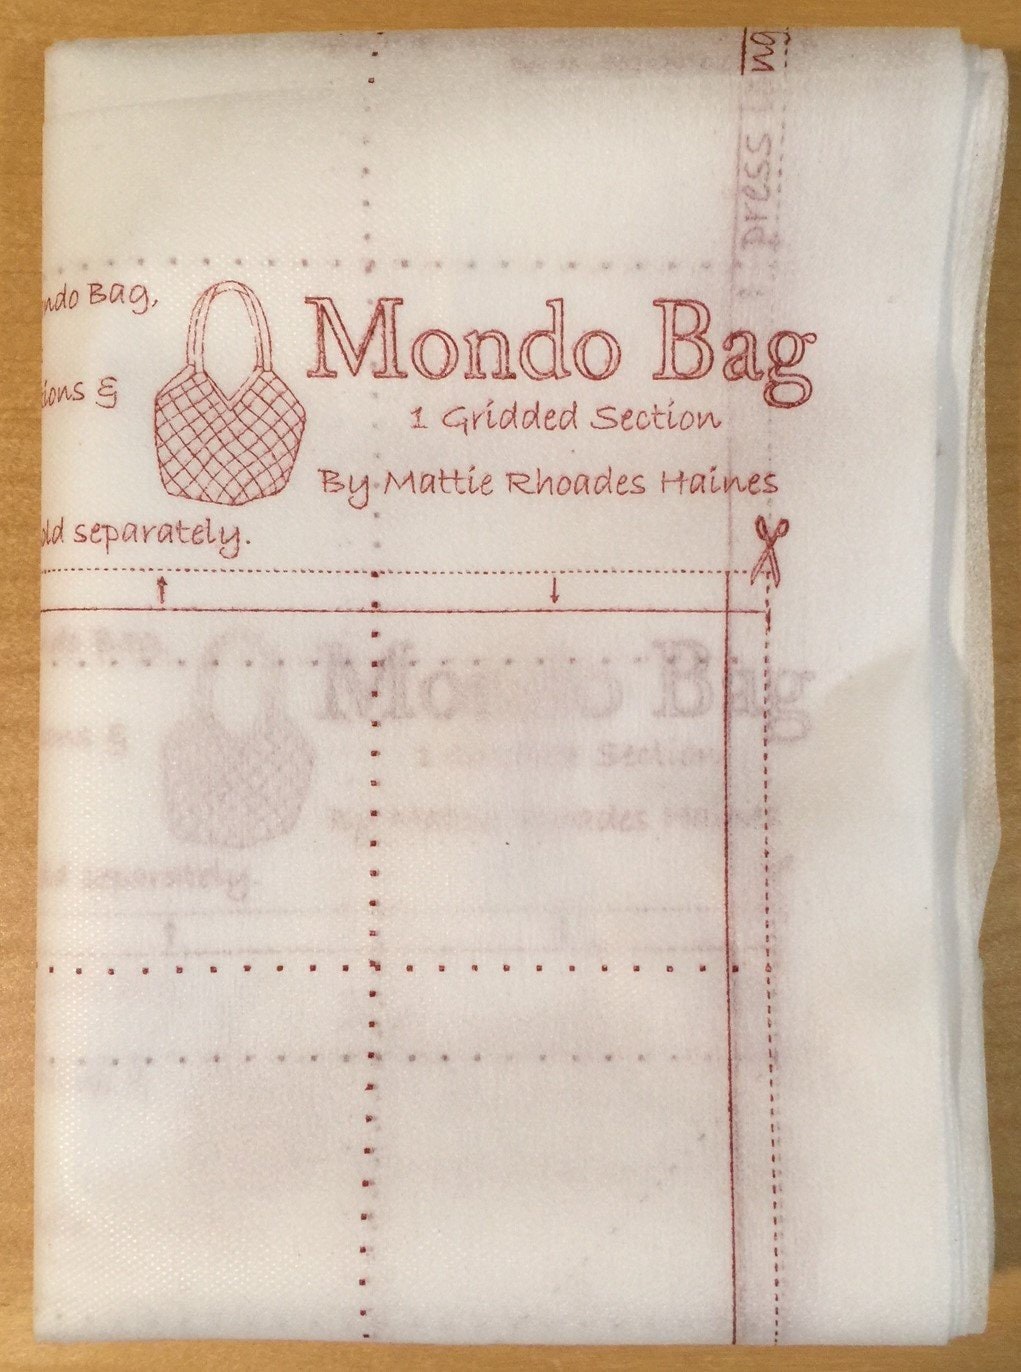 ndo Bag,
Mondo Bag
ions &
1 Gridded Section
By Mattie Rhoades Haines
old separately.
press